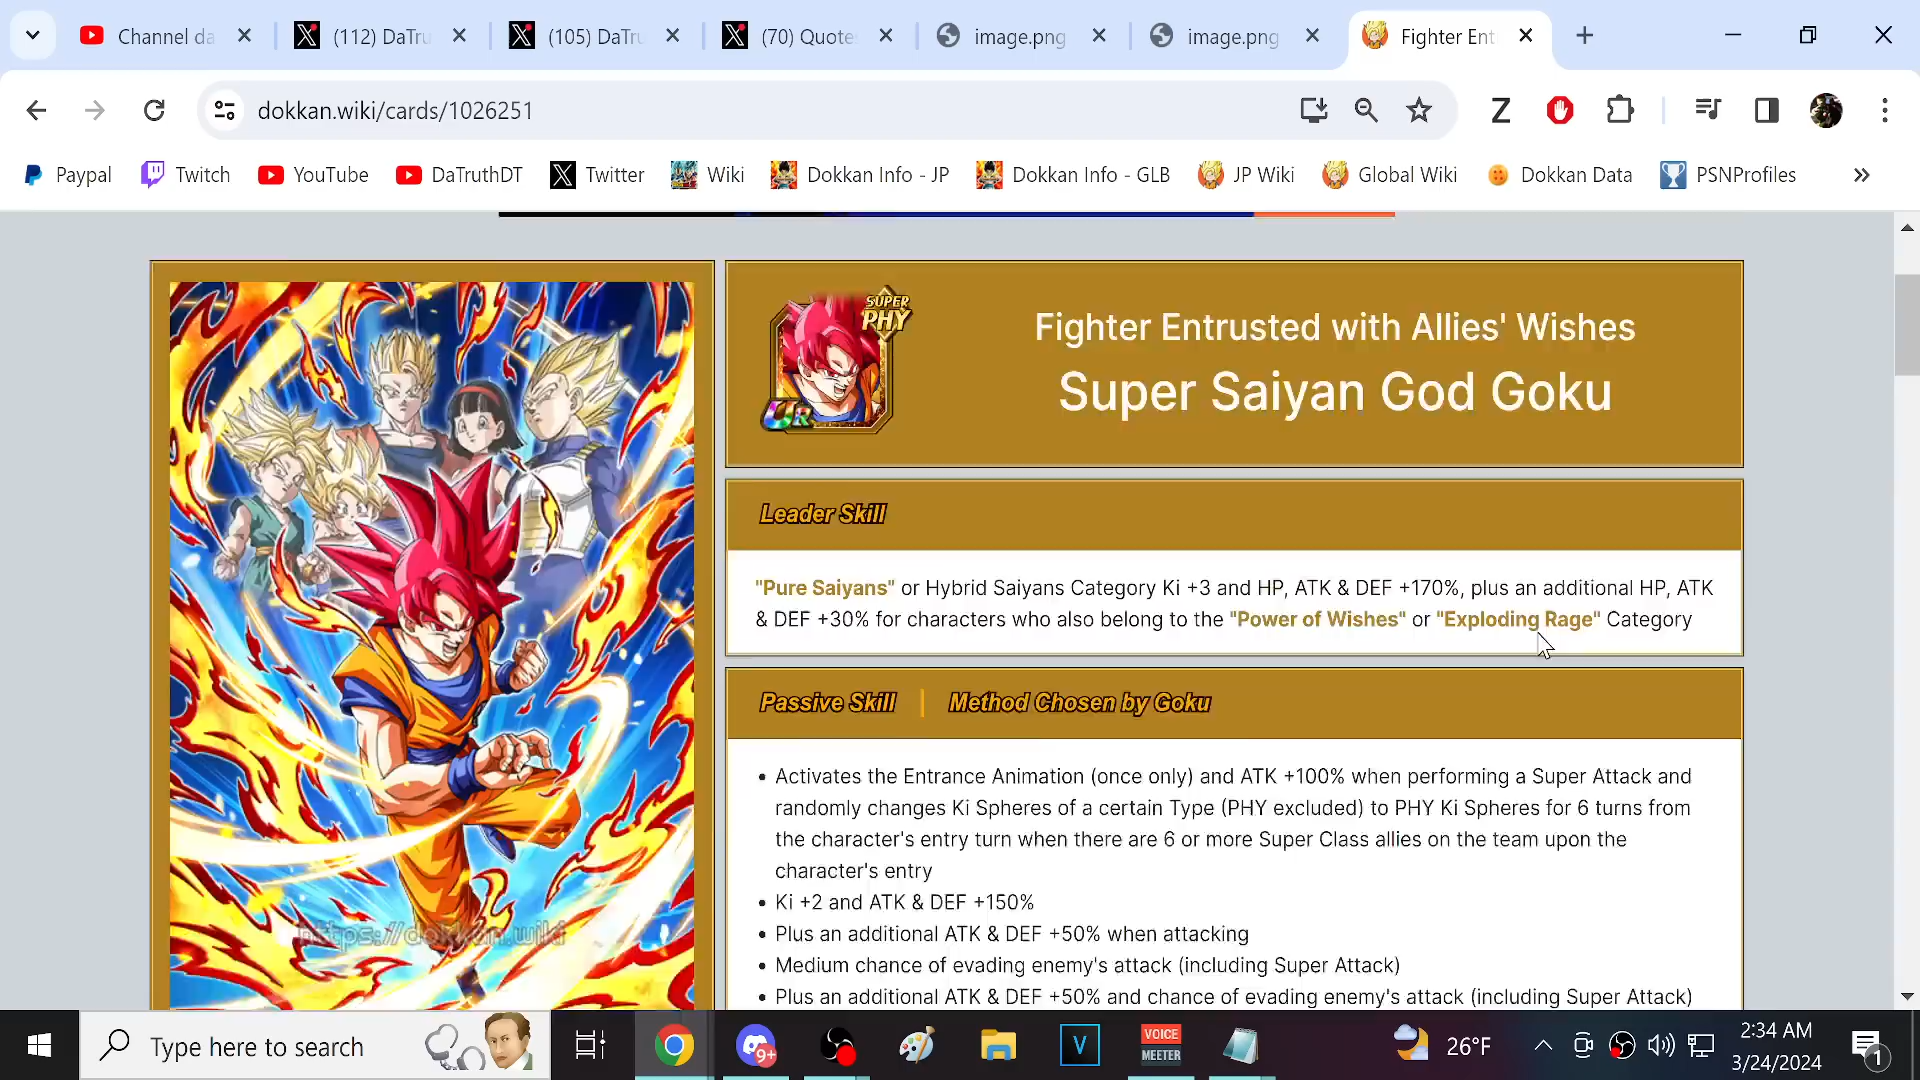 Channel da
(112) DaTru
(105) DaTru
(70) Quote
image.png
image.png
Fighter Ent
dokkan.wiki/cards/1026251
Z
Paypal
Twitch
YouTube
DaTruthDT
Twitter
Wiki
Dokkan Info - JP
Dokkan Info - GLB
JP Wiki
Global Wiki
Dokkan Data
PSNProfiles
»
SUPER
PHY
UR
Fighter Entrusted with Allies' Wishes
Super Saiyan God Goku
Leader Skill
"Pure Saiyans" or Hybrid Saiyans Category Ki +3 and HP, ATK & DEF +170%, plus an additional HP, ATK
& DEF +30% for characters who also belong to the "Power of Wishes" or "Exploding Rage" Category
Passive Skill | Method Chosen by Goku
• Activates the Entrance Animation (once only) and ATK +100% when performing a Super Attack and
randomly changes Ki Spheres of a certain Type (PHY excluded) to PHY Ki Spheres for 6 turns from
the character's entry turn when there are 6 or more Super Class allies on the team upon the
character's entry
• Ki +2 and ATK & DEF +150%
• Plus an additional ATK & DEF +50% when attacking
• Medium chance of evading enemy's attack (including Super Attack)
• Plus an additional ATK & DEF +50% and chance of evading enemy's attack (including Super Attack)
https://dokkan.wiki
Type here to search
9+
V
VOICE
MEETER
26°F
2:34 AM
3/24/2024
1